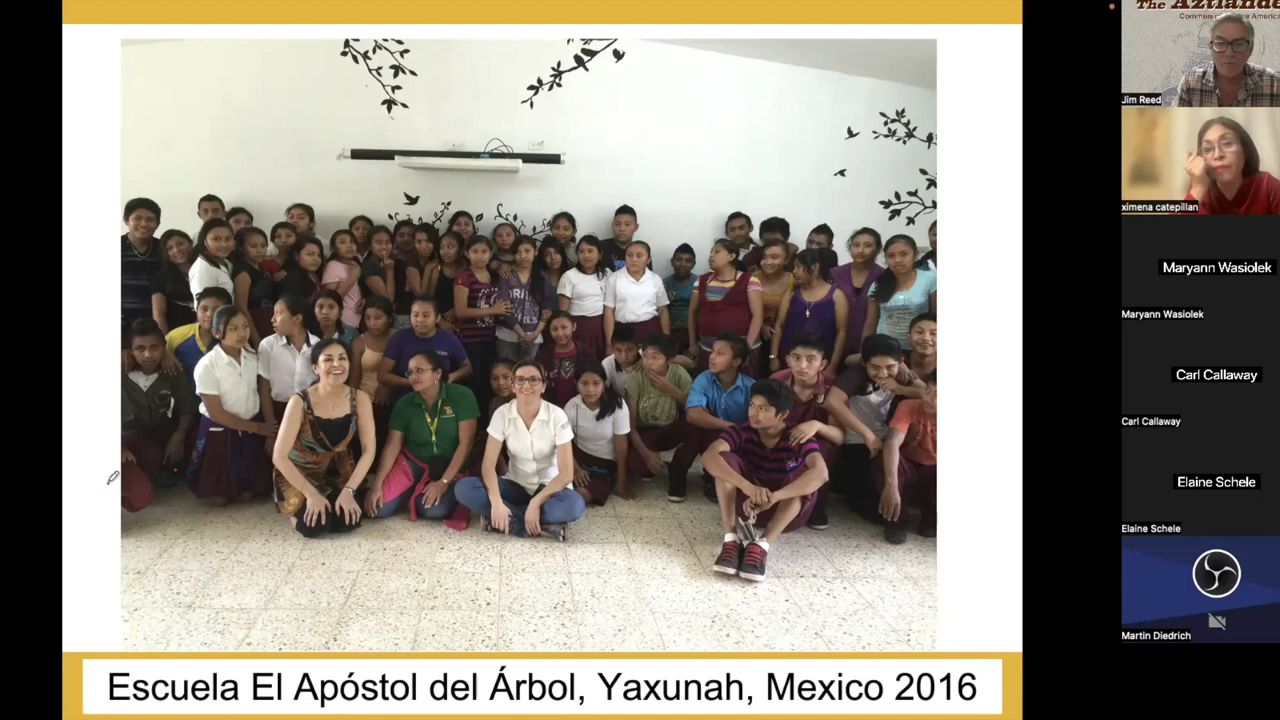 The Aztlande
Jim Reed
ximena catepillan
Maryann Wasiolek
Maryann Wasiolek
Carl Callaway
Carl Callaway
Elaine Schele
Elaine Schele
Martin Diedrich
Escuela El Apóstol del Árbol, Yaxunah, Mexico 2016